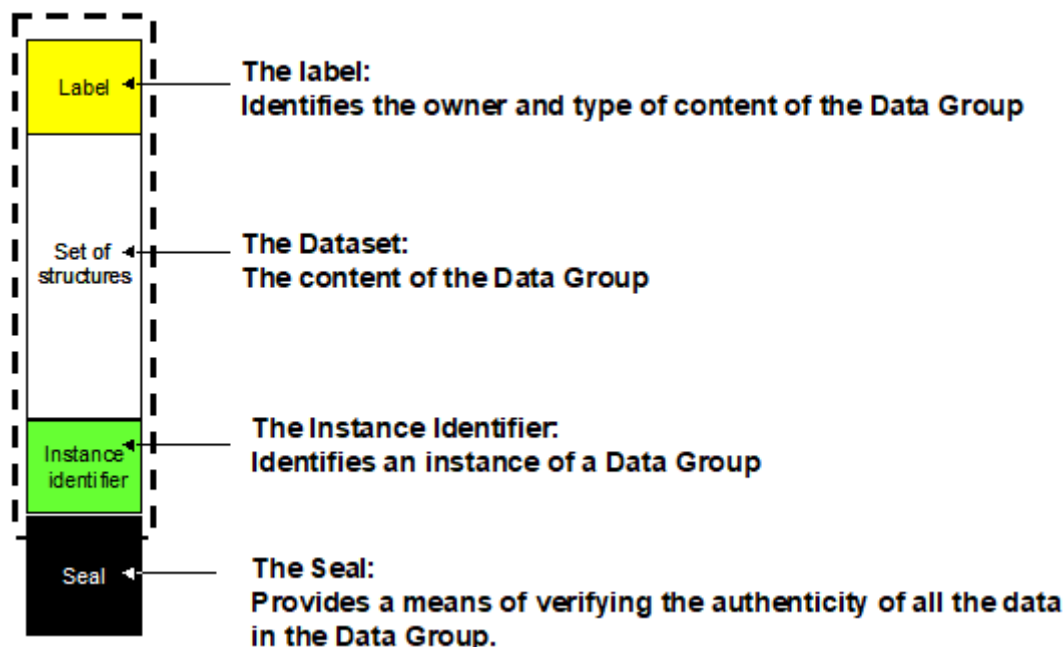 Label
The label:
Identifies the owner and type of content of the Data Group
Set of
structures
The Dataset:
The content of the Data Group
Instance
identifier
The Instance Identifier:
Identifies an instance of a Data Group
Seal
The Seal:
Provides a means of verifying the authenticity of all the data
in the Data Group.